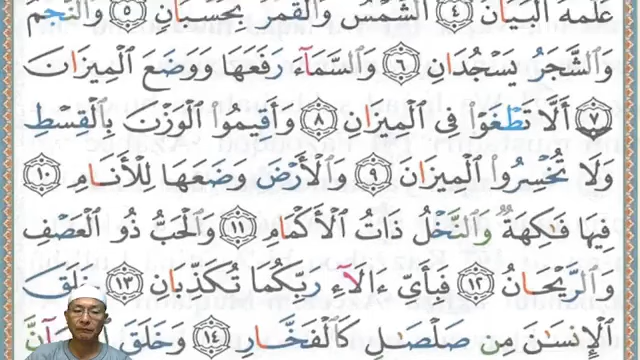 عَلَّمَهُ ٱلْبَيَانَ ٤ ٱلشَّمْسُ وَٱلْقَمَرُ بِحُسْبَانٍ ٥ وَٱلنَّجْمُ
وَٱلشَّجَرُ يَسْجُدَانِ ٦ وَٱلسَّمَآءَ رَفَعَهَا وَوَضَعَ ٱلْمِيزَانَ
٧ أَلَّا تَطْغَوْا۟ فِى ٱلْمِيزَانِ ٨ وَأَقِيمُوا۟ ٱلْوَزْنَ بِٱلْقِسْطِ
وَلَا تُخْسِرُوا۟ ٱلْمِيزَانَ ٩ وَٱلْأَرْضَ وَضَعَهَا لِلْأَنَامِ ١٠
فِيهَا فَـٰكِهَةٌ وَٱلنَّخْلُ ذَاتُ ٱلْأَكْمَامِ ١١ وَٱلْحَبُّ ذُو ٱلْعَصْفِ
وَٱلرَّيْحَانُ ١٢ فَبِأَىِّ ءَالَآءِ رَبِّكُمَا تُكَذِّبَانِ ١٣ خَلَقَ
ٱلْإِنسَـٰنَ مِن صَلْصَـٰلٍ كَٱلْفَخَّارِ ١٤ وَخَلَقَ